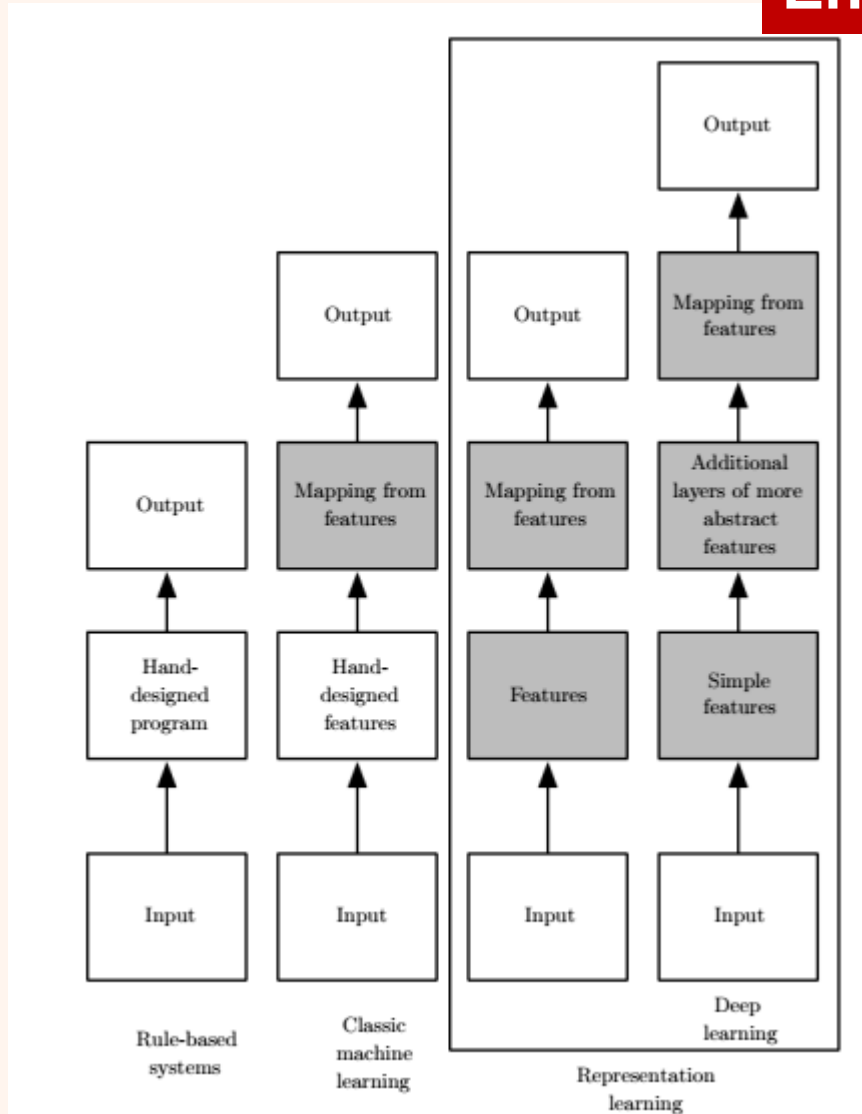 Output
Output
Output
Mapping from
features
Output
Mapping from
features
Mapping from
features
Additional
layers of more
abstract
features
Hand-
designed
program
Hand-
designed
features
Features
Simple
features
Input
Input
Input
Input
Rule-based
systems
Classic
machine
learning
Deep
learning
Representation
learning